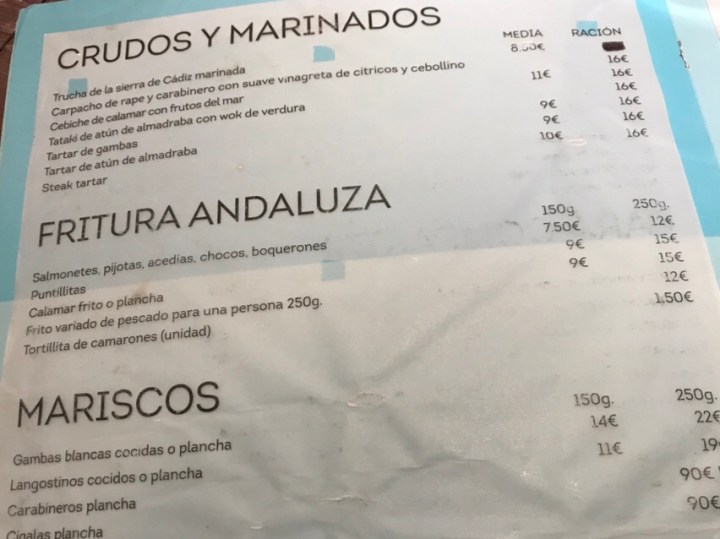 CRUDOS Y MARINADOS
MEDIA RACIÓN
Trucha de la sierra de Cádiz marinada 8.50€
Carpacho de rape y carabinero con suave vinagreta de cítricos y cebollino 16€
Cebiche de calamar con frutos del mar 11€ 16€
Tataki de atún de almadraba con wok de verdura 16€
Tartar de gambas 9€ 16€
Tartar de atún de almadraba 9€ 16€
Steak tartar 10€ 16€
FRITURA ANDALUZA
150g. 250g.
Salmonetes, pijotas, acedías, chocos, boquerones 7.50€ 12€
Puntillitas 9€ 15€
Calamar frito o plancha 9€ 15€
Frito variado de pescado para una persona 250g. 12€
Tortillita de camarones (unidad) 1.50€
MARISCOS
150g. 250g.
Gambas blancas cocidas o plancha 14€ 22€
Langostinos cocidos o plancha 11€ 19
Carabineros plancha 90€
Cigalas plancha 90€